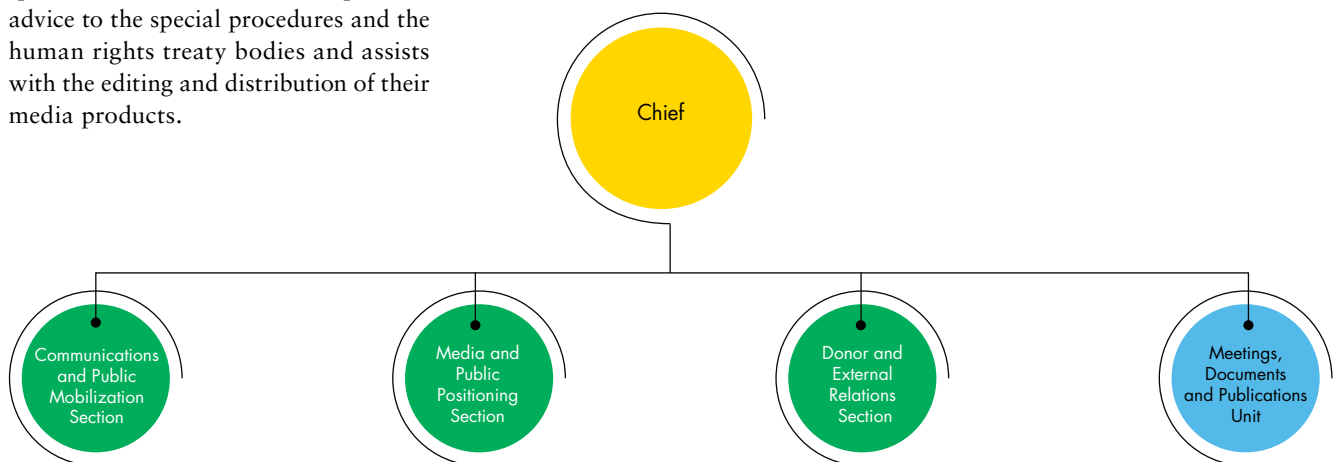 advice to the special procedures and the
human rights treaty bodies and assists
with the editing and distribution of their
media products.
Chief
Communications
and Public
Mobilization
Section
Media and
Public
Positioning
Section
Donor and
External
Relations
Section
Meetings,
Documents
and Publications
Unit